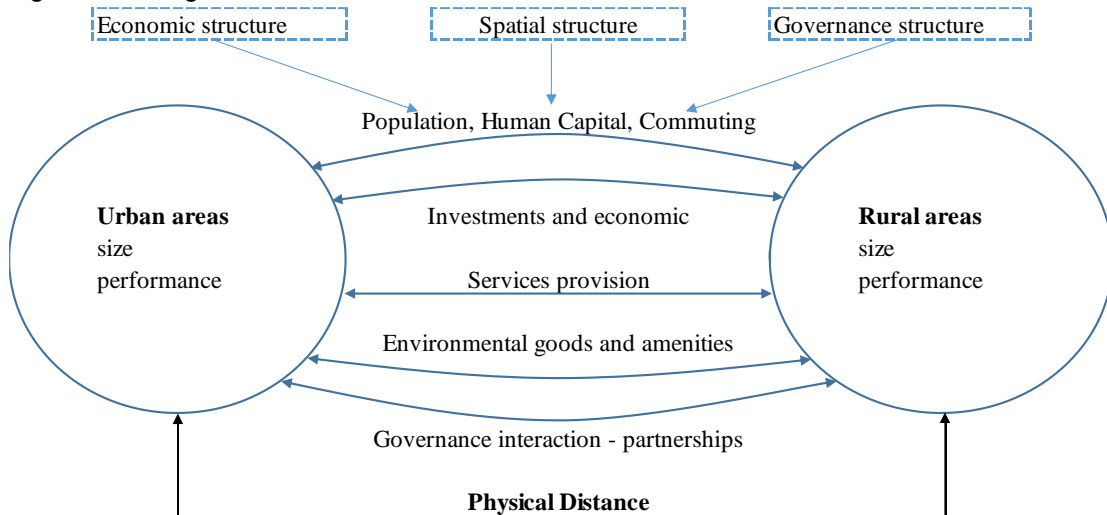 Economic structure
Spatial structure
Governance structure
Population, Human Capital, Commuting
Urban areas
size
performance
Investments and economic
Rural areas
size
performance
Services provision
Environmental goods and amenities
Governance interaction - partnerships
Physical Distance